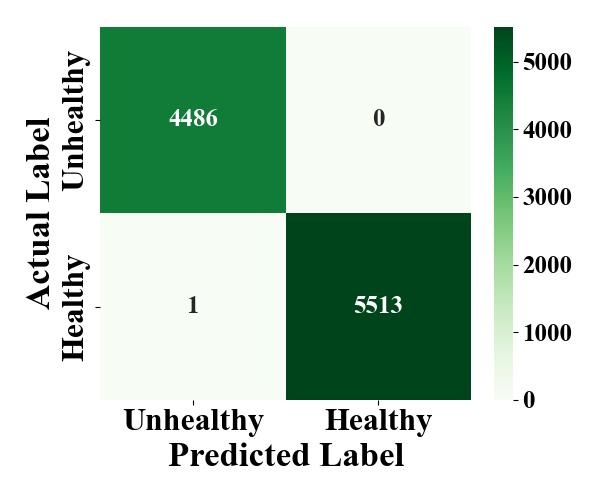 Actual Label
Unhealthy
Healthy
4486 0
1 5513
Unhealthy Healthy
Predicted Label
5000
4000
3000
2000
1000
0